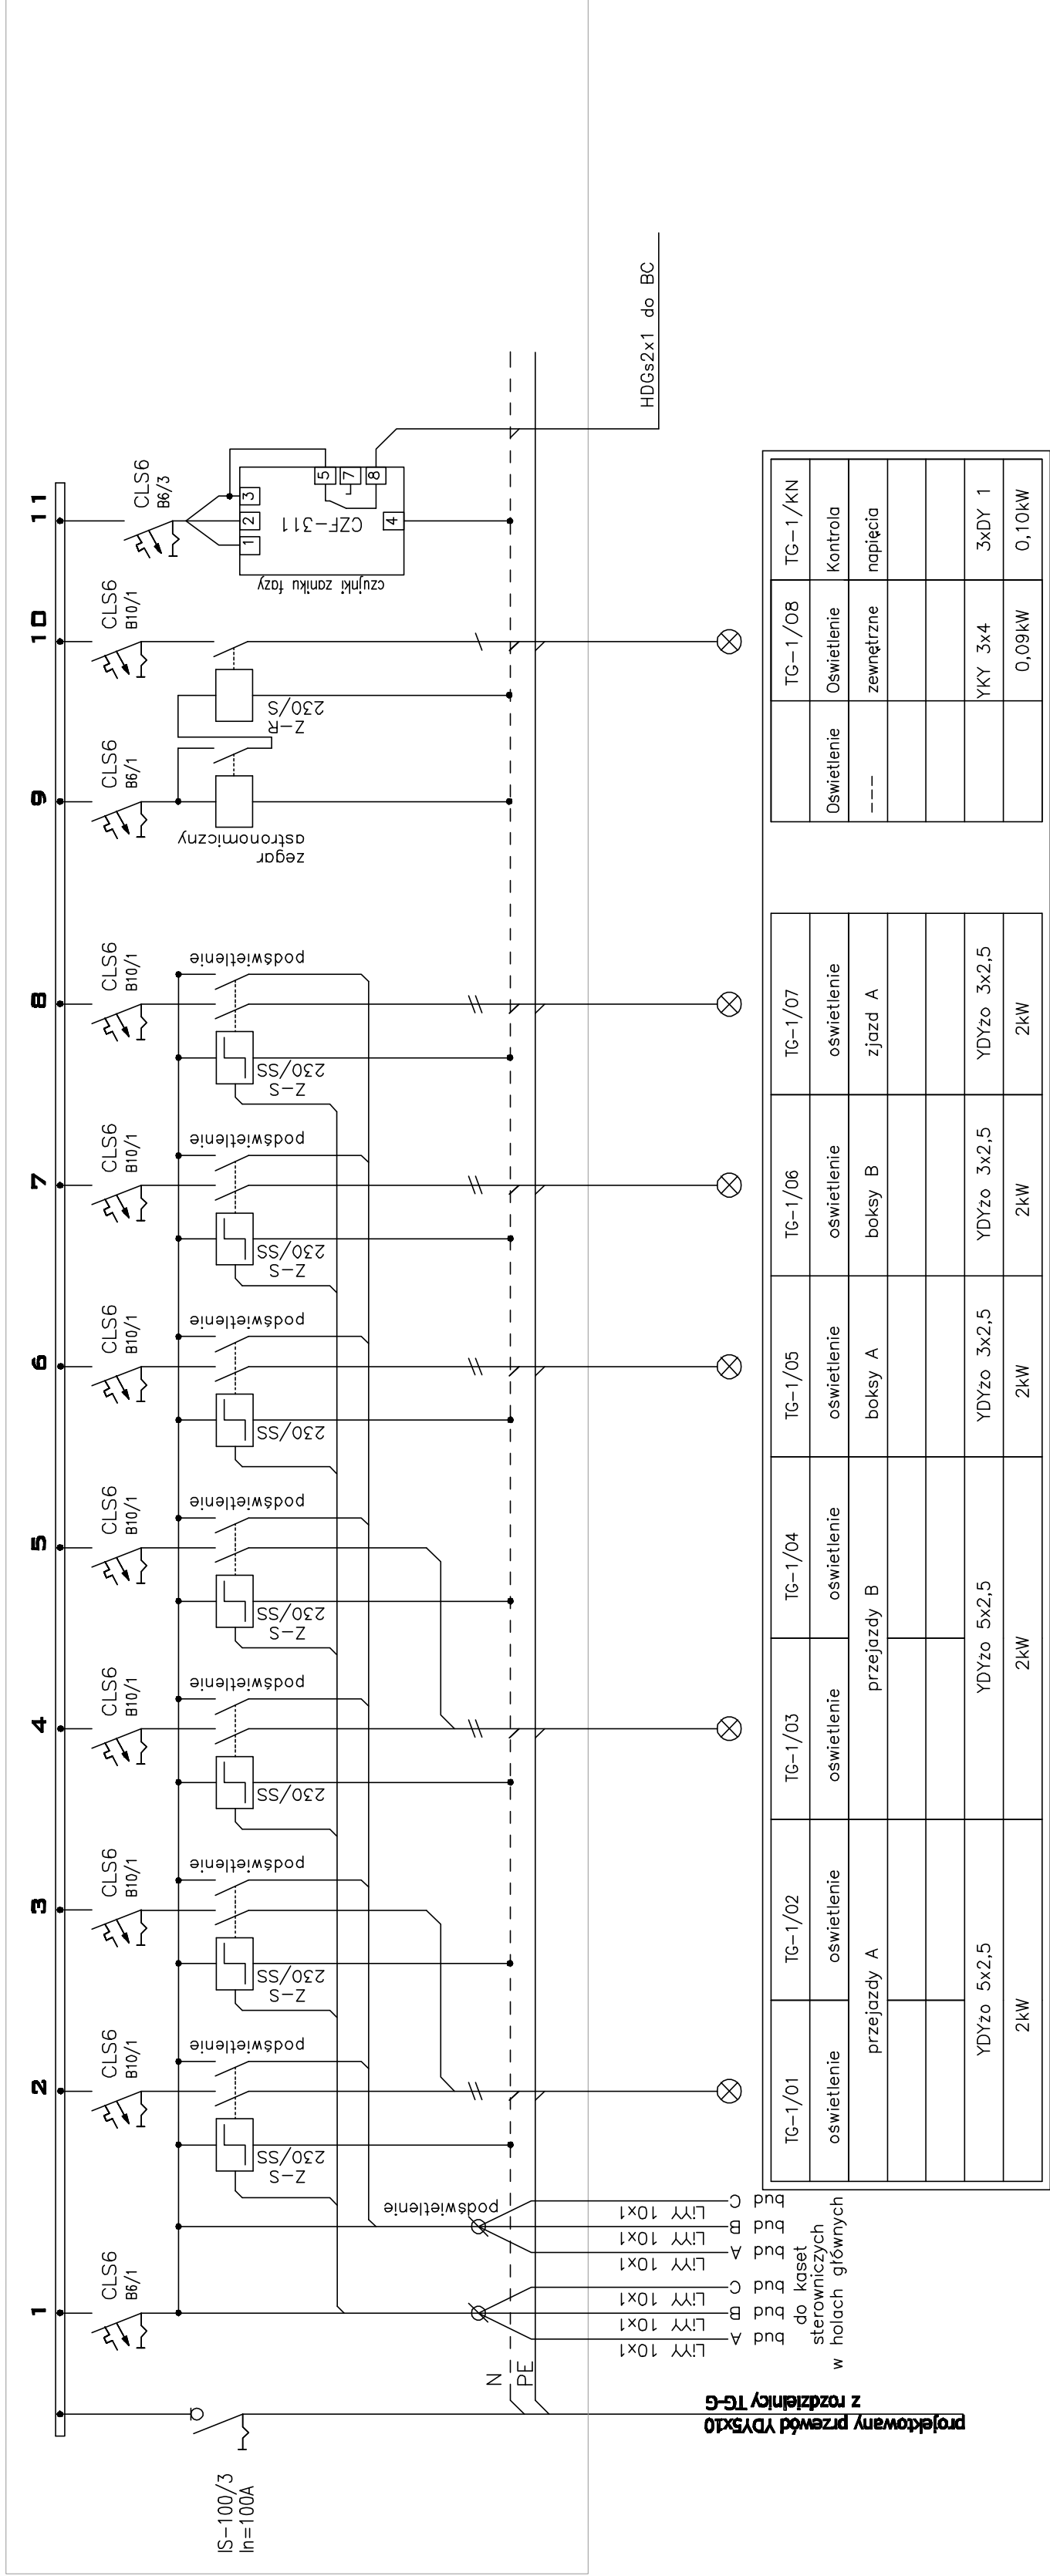 1
2
3
4
5
6
7
8
9
10
11
IS-100/3
In=100A
CLS6
B6/1
CLS6
B10/1
CLS6
B10/1
CLS6
B10/1
CLS6
B10/1
CLS6
B10/1
CLS6
B10/1
CLS6
B10/1
CLS6
B6/1
CLS6
B10/1
CLS6
B6/3
Z-S
230/SS
podświetlenie
Z-S
230/SS
podświetlenie
230/SS
podświetlenie
Z-S
230/SS
podświetlenie
230/SS
podświetlenie
Z-S
230/SS
podświetlenie
Z-S
230/SS
podświetlenie
zegar
astronomiczny
Z-R
230/S
1
2
3
4
5
7
8
CZF-311
czujnki zaniku fazy
podświetlenie
N
PE
HDGs2x1 do BC
LiYY 10x1
LiYY 10x1
LiYY 10x1
LiYY 10x1
LiYY 10x1
LiYY 10x1
bud A
bud B
bud C
bud A
bud B
bud C
do kaset
sterowniczych
w holach głównych
projektowany przewód YDY5x10
z rozdzielnicy TG-G
TG-1/01
TG-1/02
TG-1/03
TG-1/04
TG-1/05
TG-1/06
TG-1/07
oświetlenie
oświetlenie
oświetlenie
oświetlenie
oświetlenie
oświetlenie
oświetlenie
przejazdy A
przejazdy B
boksy A
boksy B
zjazd A
YDYżo 5x2,5
YDYżo 5x2,5
YDYżo 3x2,5
YDYżo 3x2,5
YDYżo 3x2,5
2kW
2kW
2kW
2kW
2kW
TG-1/08
TG-1/KN
Oświetlenie
Oświetlenie
Kontrola
---
zewnętrzne
napięcia
YKY 3x4
3xDY 1
0,09kW
0,10kW